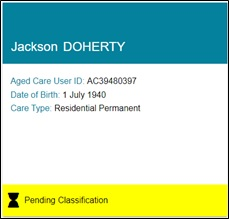 Jackson DOHERTY
Aged Care User ID: AC39480397
Date of Birth: 1 July 1940
Care Type: Residential Permanent
Pending Classification